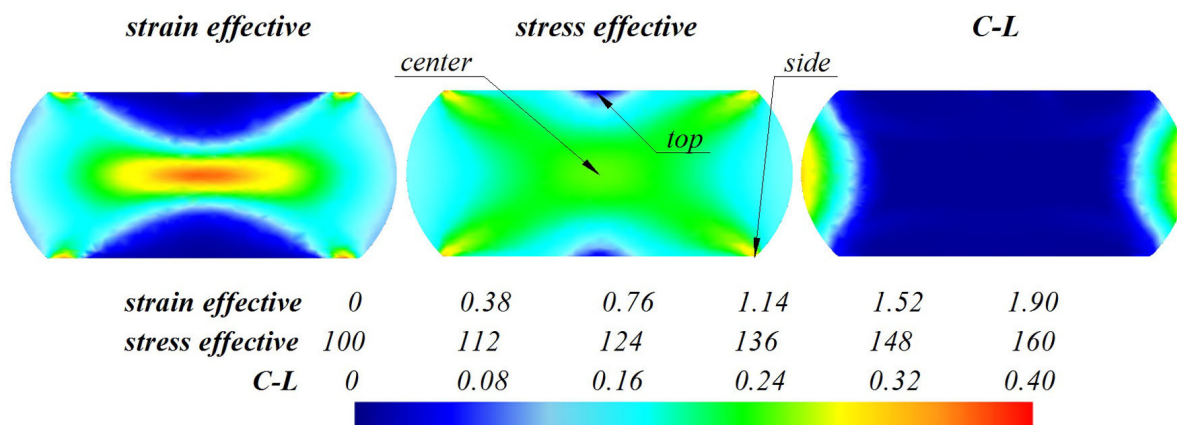 strain effective stress effective C-L
center side
top
strain effective 0 0.38 0.76 1.14 1.52 1.90
stress effective 100 112 124 136 148 160
C-L 0 0.08 0.16 0.24 0.32 0.40